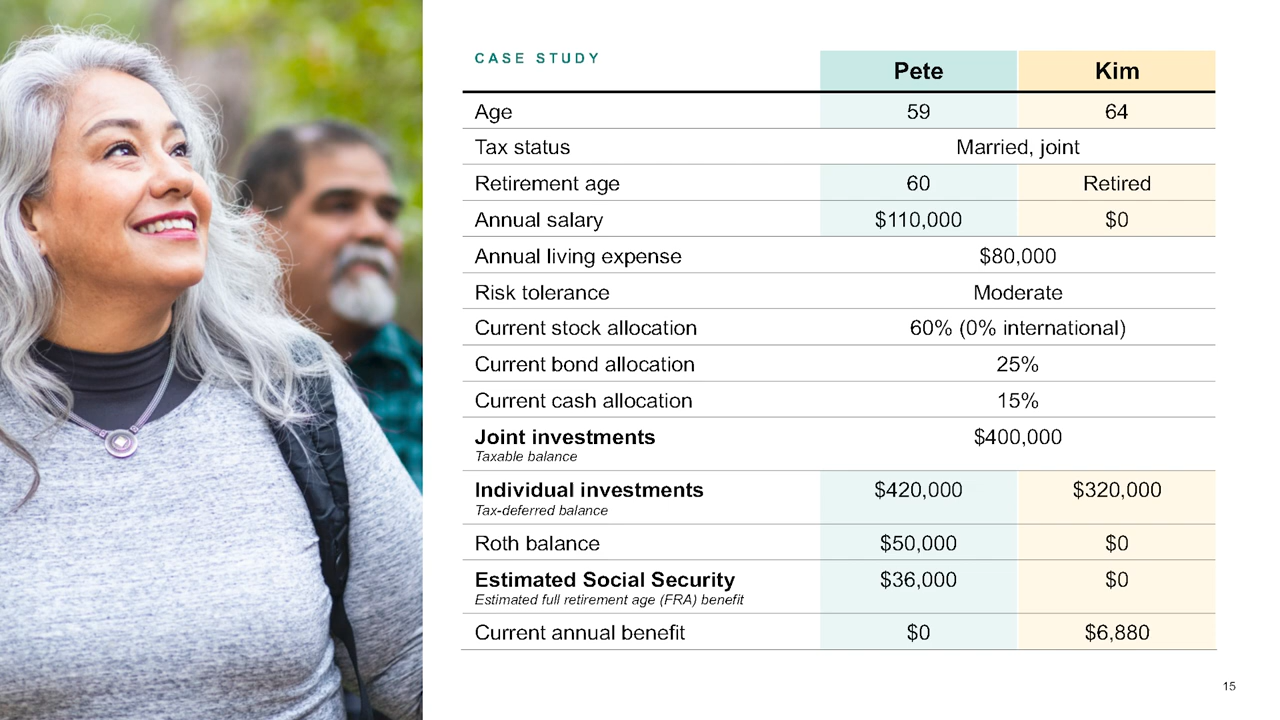 CASE STUDY
Pete Kim
Age 59 64
Tax status Married, joint
Retirement age 60 Retired
Annual salary $110,000 $0
Annual living expense $80,000
Risk tolerance Moderate
Current stock allocation 60% (0% international)
Current bond allocation 25%
Current cash allocation 15%
Joint investments $400,000
Taxable balance
Individual investments $420,000 $320,000
Tax-deferred balance
Roth balance $50,000 $0
Estimated Social Security $36,000 $0
Estimated full retirement age (FRA) benefit
Current annual benefit $0 $6,880
15